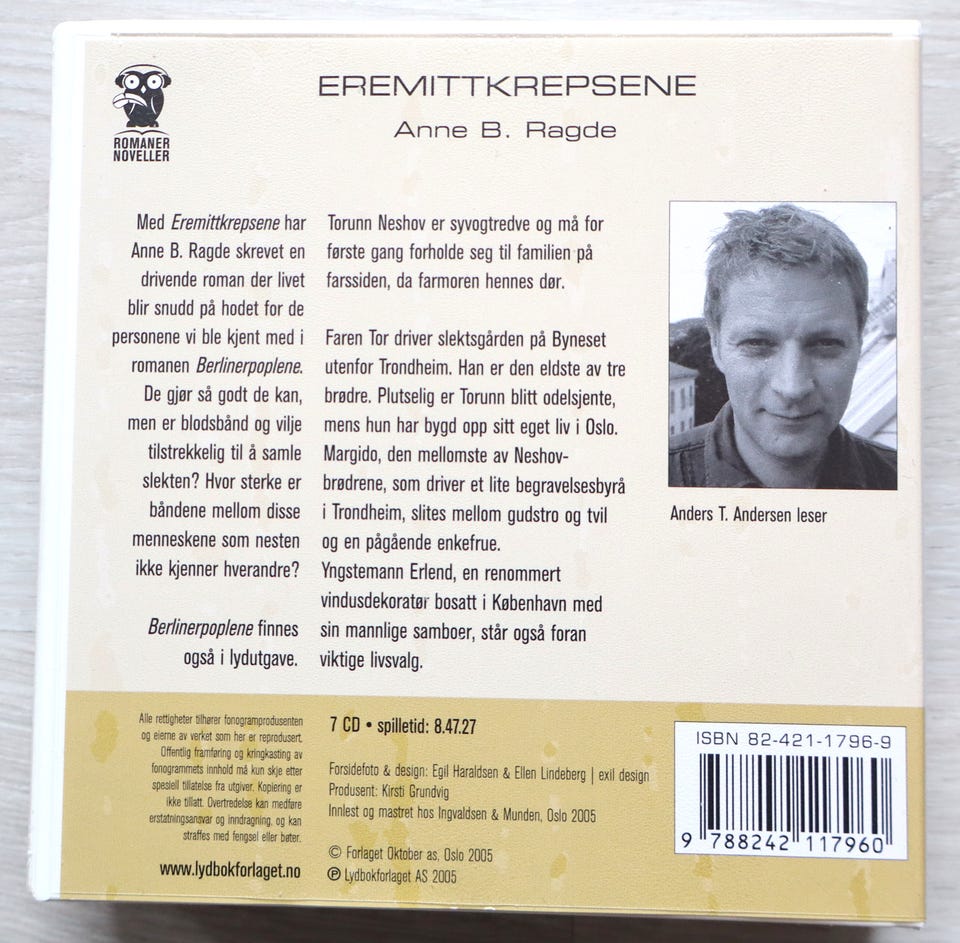 EREMITTKREPSENE
Anne B. Ragde
ROMANER
NOVELLER
Med Eremittkrepsene har
Anne B. Ragde skrevet en
drivende roman der livet
blir snudd på hodet for de
personene vi ble kjent med i
romanen Berlinerpoplene.
De gjør så godt de kan,
men er blodsbånd og vilje
tilstrekkelig til å samle
slekten? Hvor sterke er
båndene mellom disse
menneskene som nesten
ikke kjenner hverandre?
Berlinerpoplene finnes
også i lydutgave.
Torunn Neshov er syvogtredve og må for
første gang forholde seg til familien på
farssiden, da farmoren hennes dør.
Faren Tor driver slektsgården på Byneset
utenfor Trondheim. Han er den eldste av tre
brødre. Plutselig er Torunn blitt odelsjente,
mens hun har bygd opp sitt eget liv i Oslo.
Margido, den mellomste av Neshov-
brødrene, som driver et lite begravelsesbyrå
i Trondheim, slites mellom gudstro og tvil
og en pågående enkefrue.
Yngstemann Erlend, en renommert
vindusdekoratør bosatt i København med
sin mannlige samboer, står også foran
viktige livsvalg.
Anders T. Andersen leser
Alle rettigheter tilhører fonogramprodusenten
og eierne av verket som her er reprodusert.
Offentlig framføring og kringkasting av
fonogrammets innhold må kun skje etter
spesiell tillatelse fra utgiver. Kopiering er
ikke tillatt. Overtredelse kan medføre
erstatningsansvar og inndragning, og kan
straffes med fengsel eller bøter.
www.lydbokforlaget.no
7 CD • spilletid: 8.47.27
Forsidefoto & design: Egil Haraldsen & Ellen Lindeberg | exil design
Produsent: Kirsti Grundvig
Innlest og mastret hos Ingvaldsen & Munden, Oslo 2005
© Forlaget Oktober as, Oslo 2005
℗ Lydbokforlaget AS 2005
ISBN 82-421-1796-9
9 788242 117960